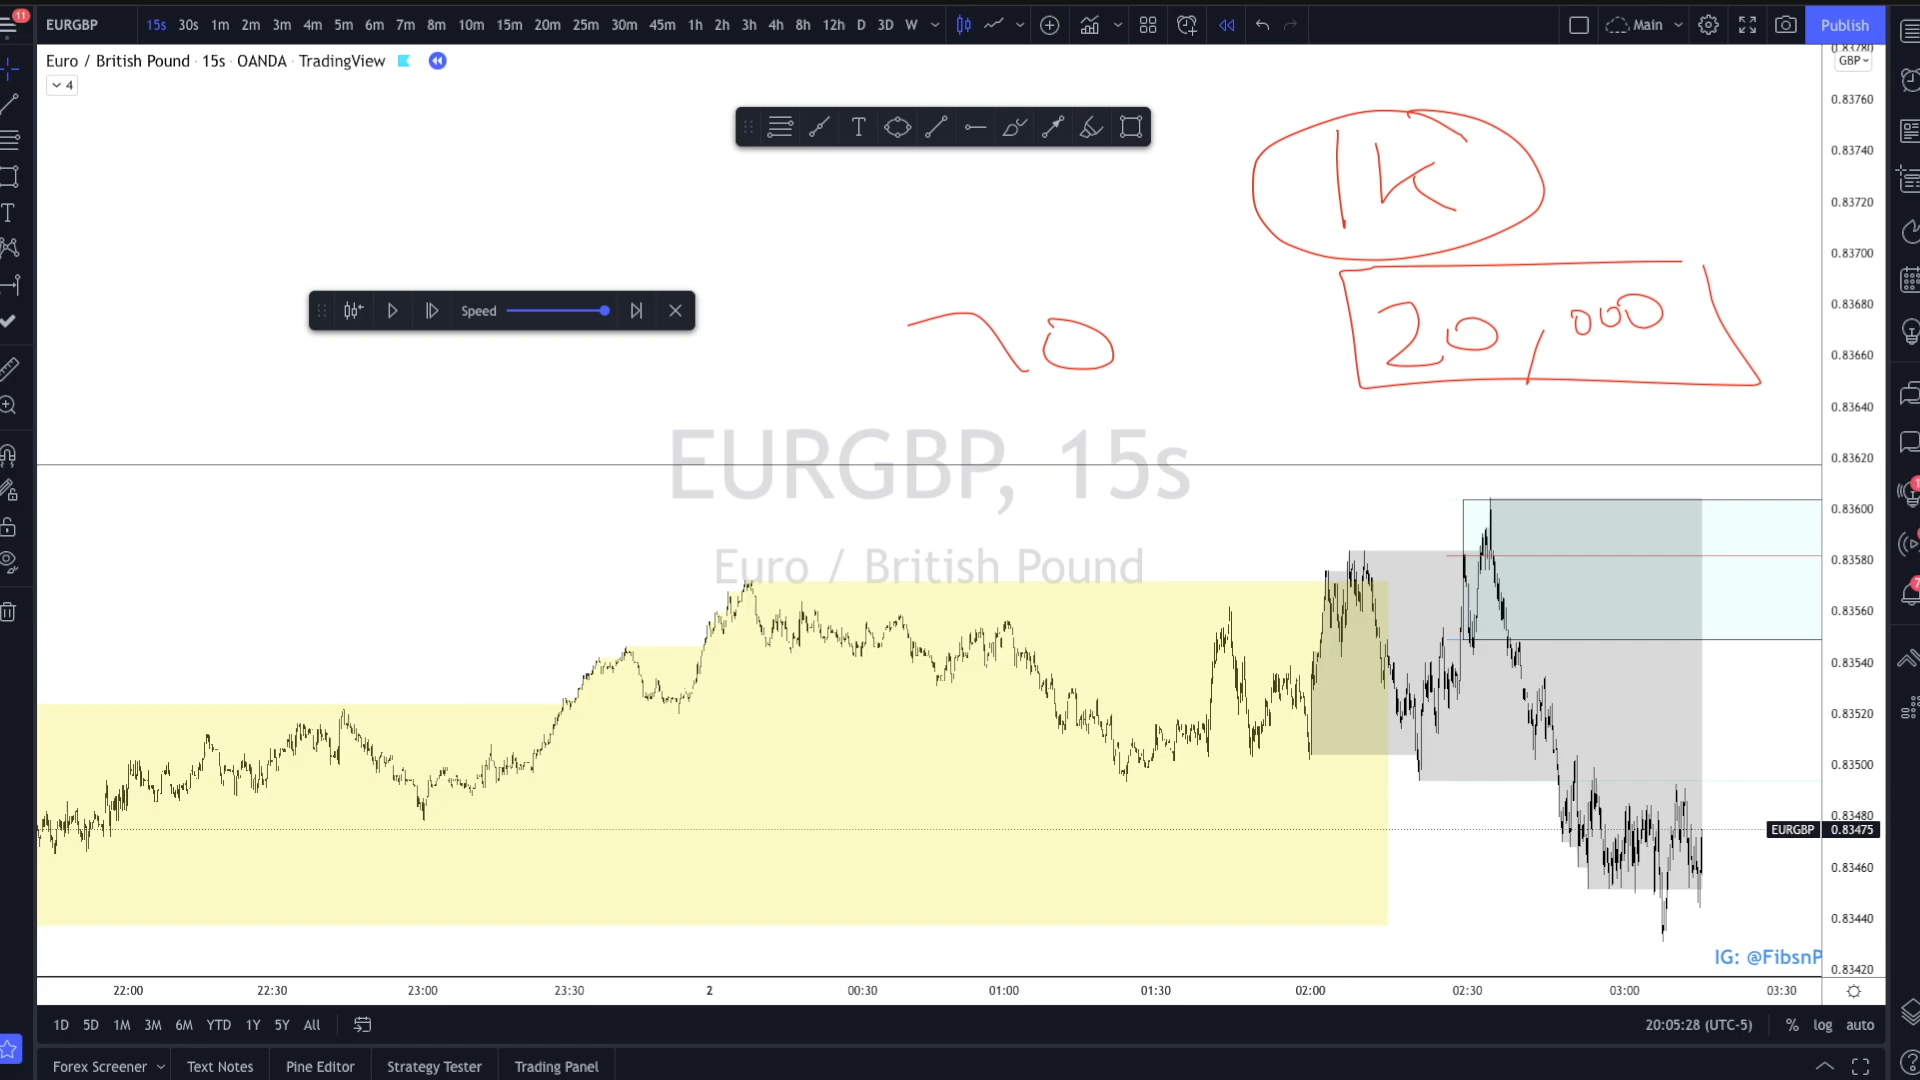 11
EURGBP 15s 30s 1m 2m 3m 4m 5m 6m 7m 8m 10m 15m 20m 25m 30m 45m 1h 2h 3h 4h 8h 12h D 3D W Main Publish
Euro / British Pound · 15s · OANDA · TradingView
4
GBP
0.83780
0.83760
0.83740
0.83720
0.83700
0.83680
0.83660
0.83640
0.83620
0.83600
0.83580
0.83560
0.83540
0.83520
0.83500
0.83480
0.83460
0.83440
0.83420
1k
20,000
Speed
EURGBP, 15s
Euro / British Pound
EURGBP 0.83475
IG: @FibsnP
22:00 22:30 23:00 23:30 2 00:30 01:00 01:30 02:00 02:30 03:00 03:30
1D 5D 1M 3M 6M YTD 1Y 5Y All 20:05:28 (UTC-5) % log auto
Forex Screener Text Notes Pine Editor Strategy Tester Trading Panel